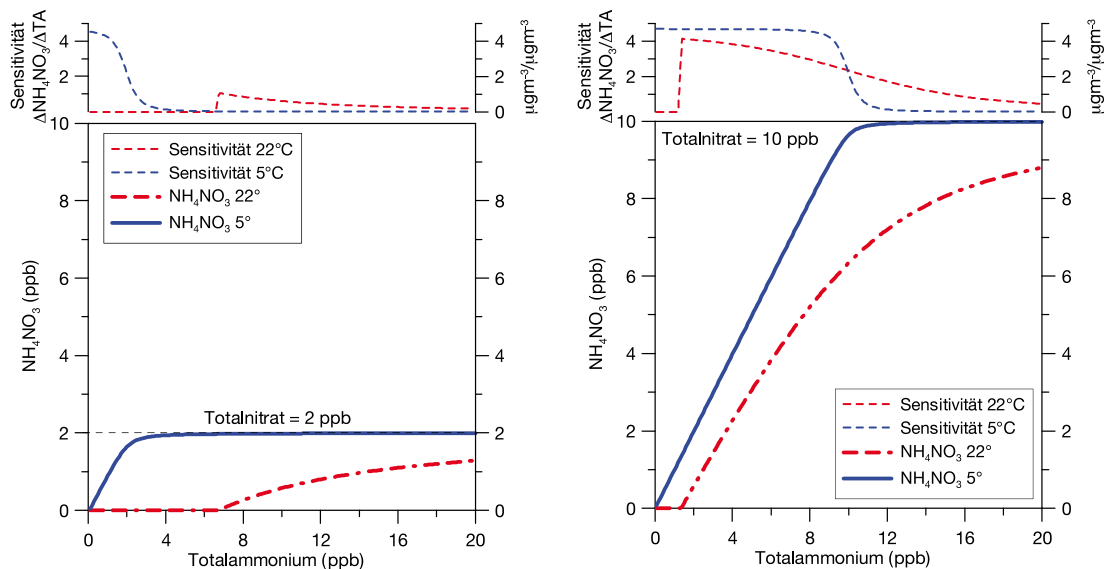 Sensitivität
ΔNH₄NO₃/ΔTA
4
2
4
2
0
µgm⁻³/µgm⁻³
10
8
6
4
2
0
NH₄NO₃ (ppb)
Sensitivität 22°C
Sensitivität 5°C
NH₄NO₃ 22°
NH₄NO₃ 5°
Totalnitrat = 2 ppb
8
6
4
2
0
0 4 8 12 16 20
Totalammonium (ppb)
Sensitivität
ΔNH₄NO₃/ΔTA
4
2
4
2
0
µgm⁻³/µgm⁻³
Totalnitrat = 10 ppb
10
8
6
4
2
0
NH₄NO₃ (ppb)
Sensitivität 22°C
Sensitivität 5°C
NH₄NO₃ 22°
NH₄NO₃ 5°
8
6
4
2
0
0 4 8 12 16 20
Totalammonium (ppb)